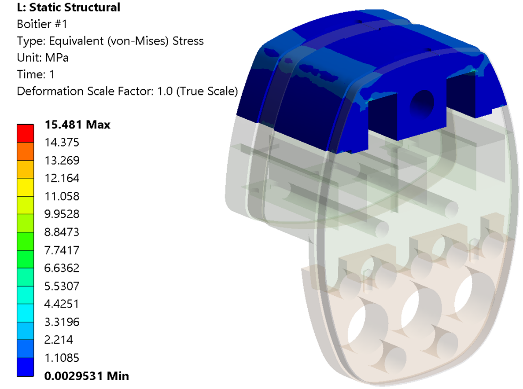 L: Static Structural
Boitier #1
Type: Equivalent (von-Mises) Stress
Unit: MPa
Time: 1
Deformation Scale Factor: 1.0 (True Scale)
15.481 Max
14.375
13.269
12.164
11.058
9.9528
8.8473
7.7417
6.6362
5.5307
4.4251
3.3196
2.214
1.1085
0.0029531 Min